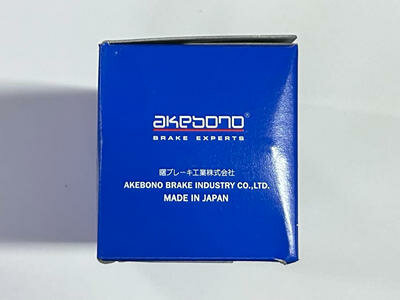 akebono®
BRAKE EXPERTS
曙ブレーキ工業株式会社
AKEBONO BRAKE INDUSTRY CO.,LTD.
MADE IN JAPAN